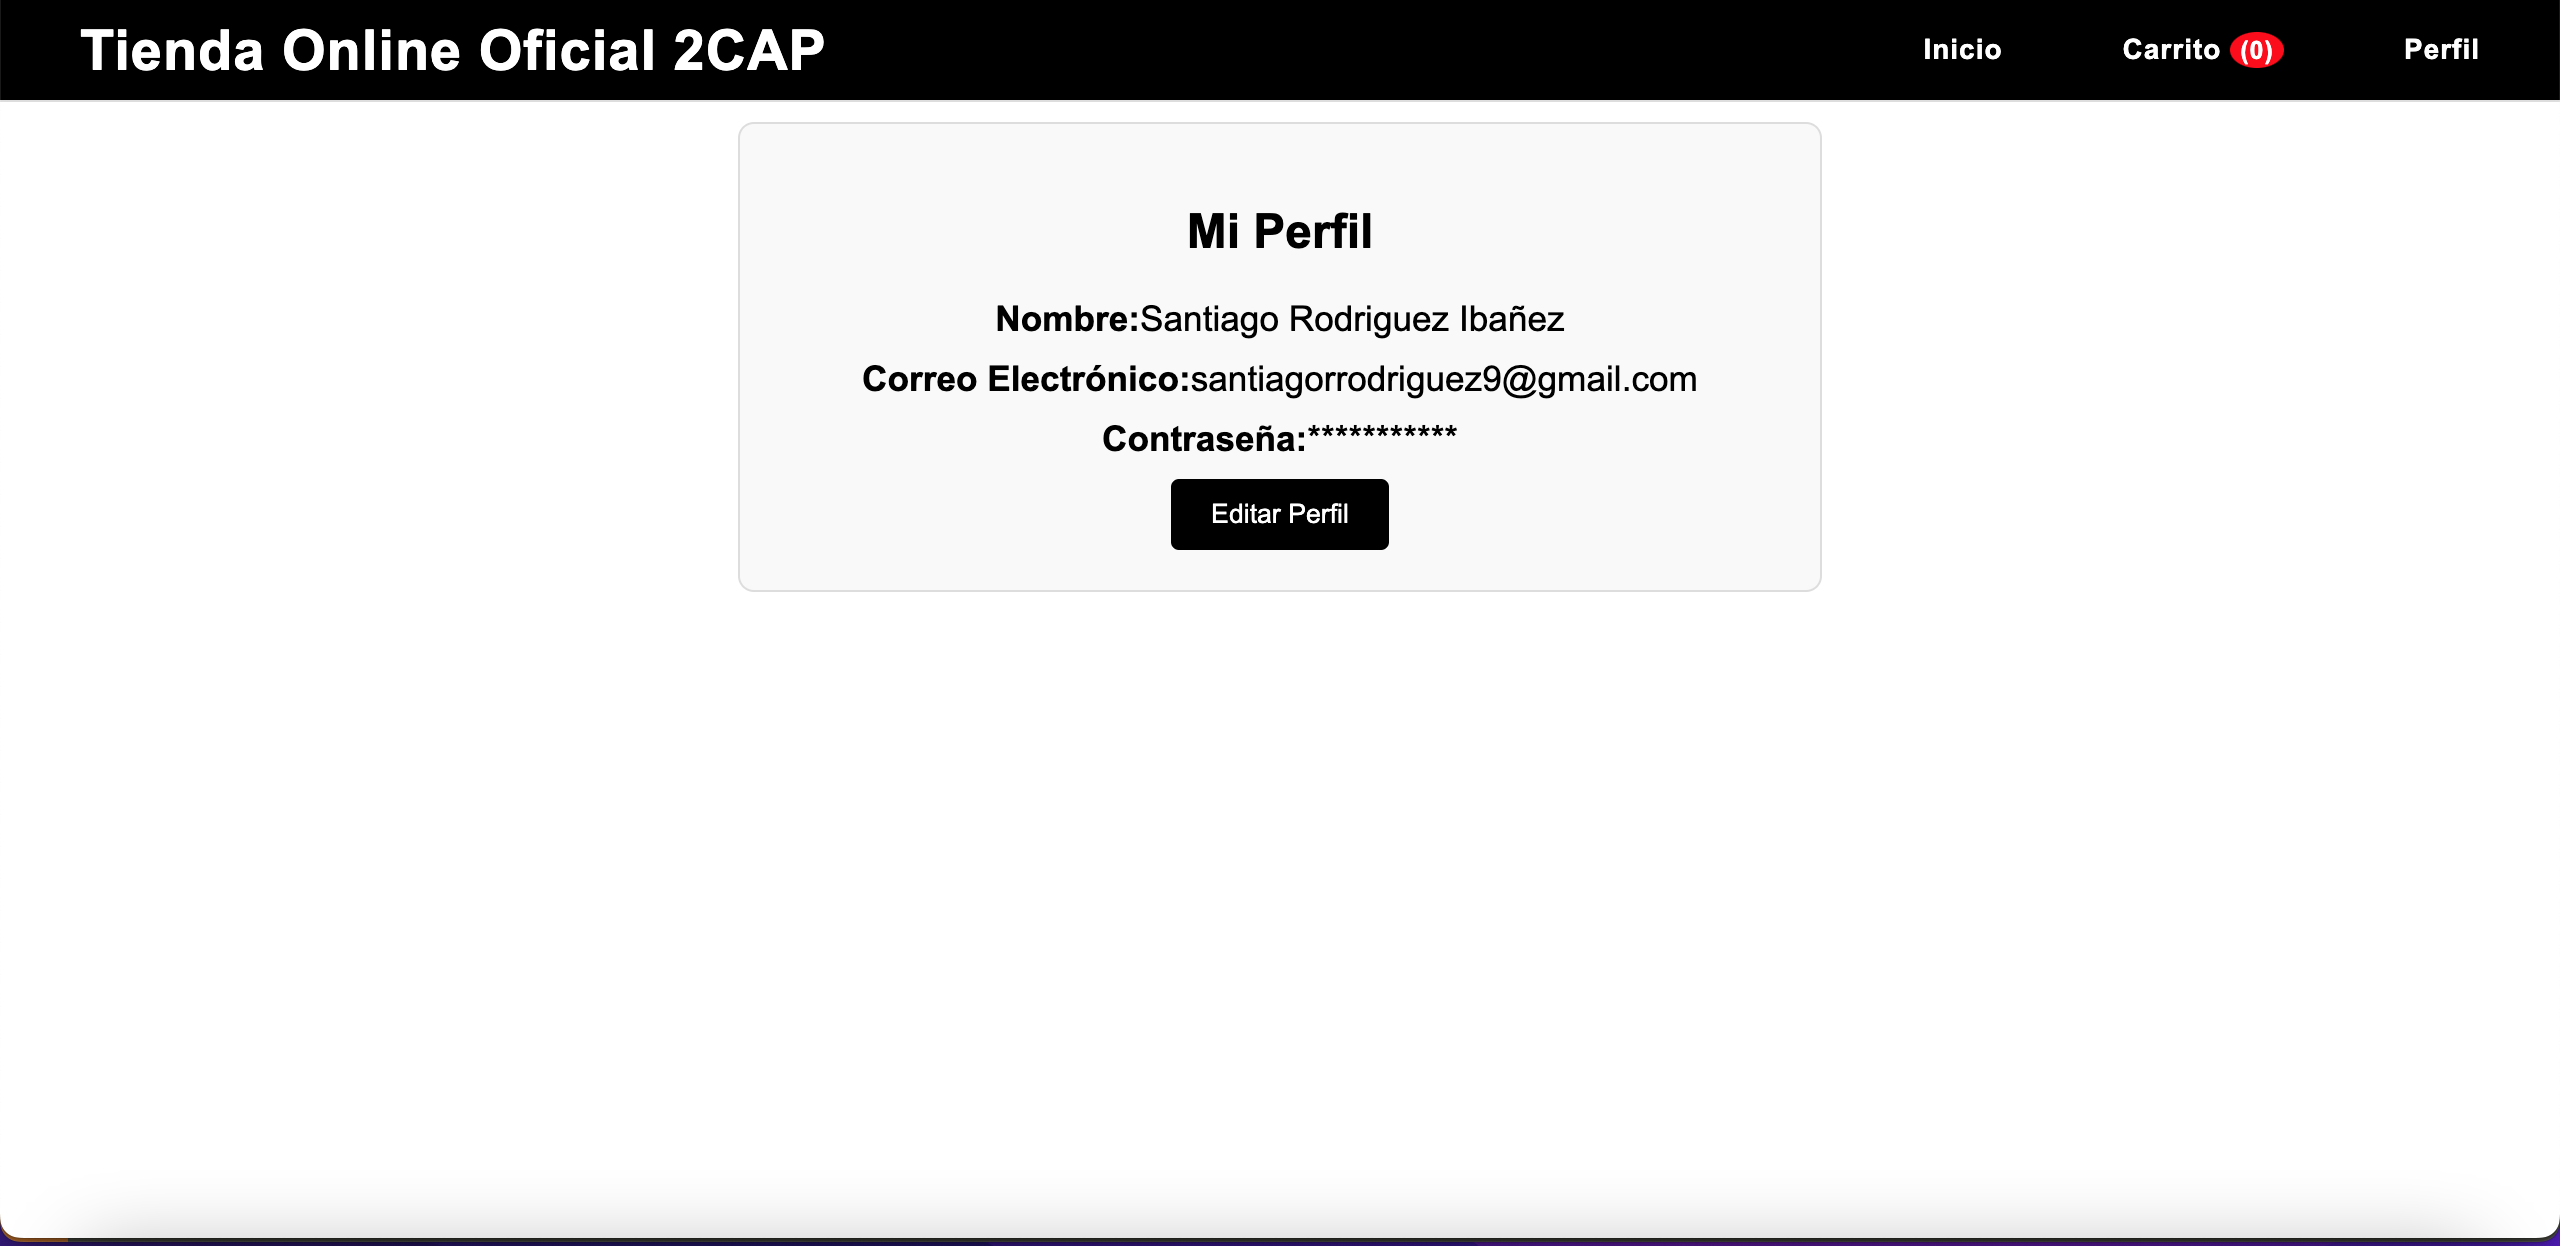 Tienda Online Oficial 2CAP
Inicio
Carrito (0)
Perfil
Mi Perfil
Nombre:Santiago Rodriguez Ibañez
Correo Electrónico:santiagorrodriguez9@gmail.com
Contraseña:***********
Editar Perfil